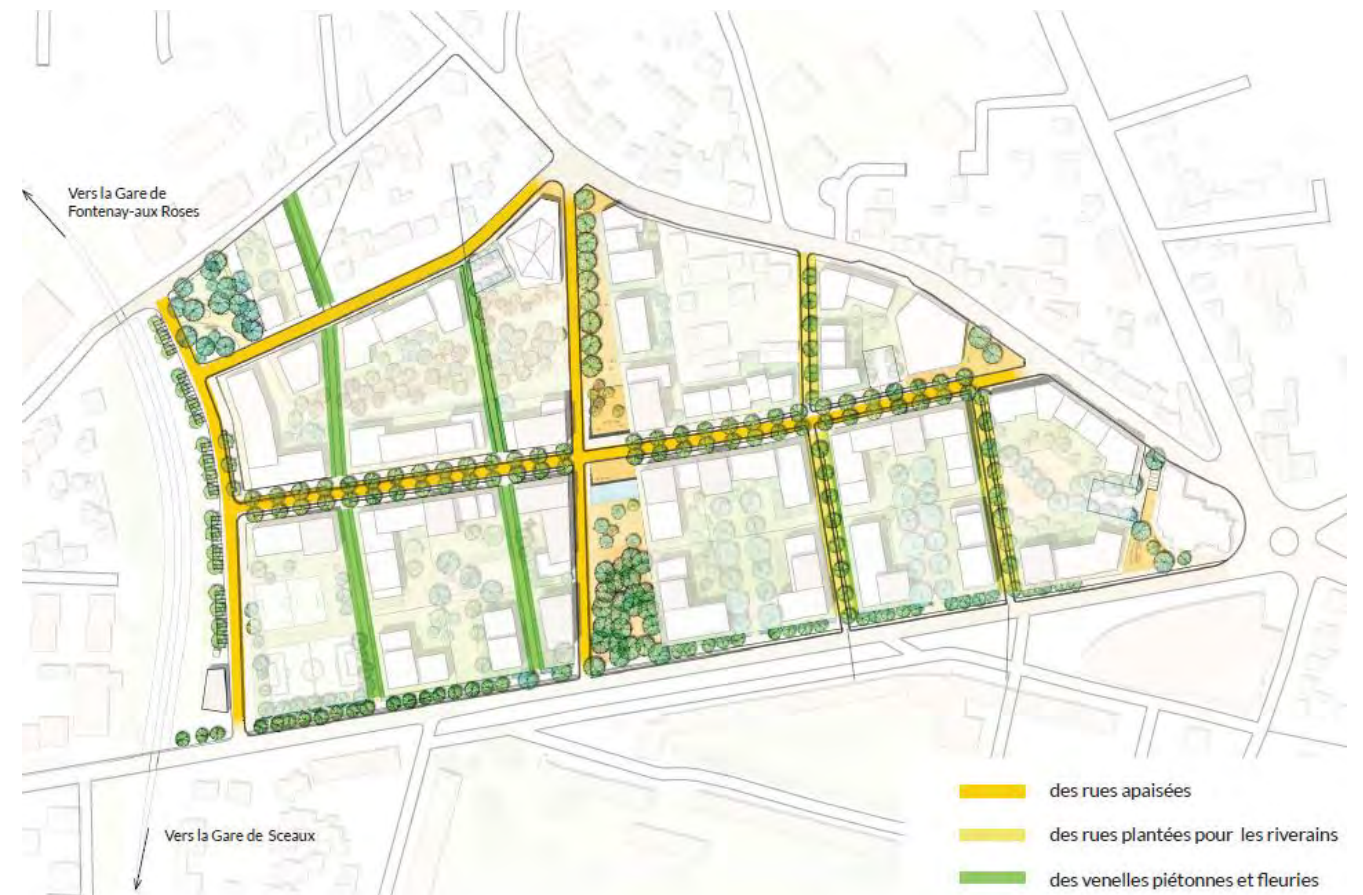 Vers la Gare de
Fontenay-aux Roses
Vers la Gare de Sceaux
des rues apaisées
des rues plantées pour les riverains
des venelles piétonnes et fleuries